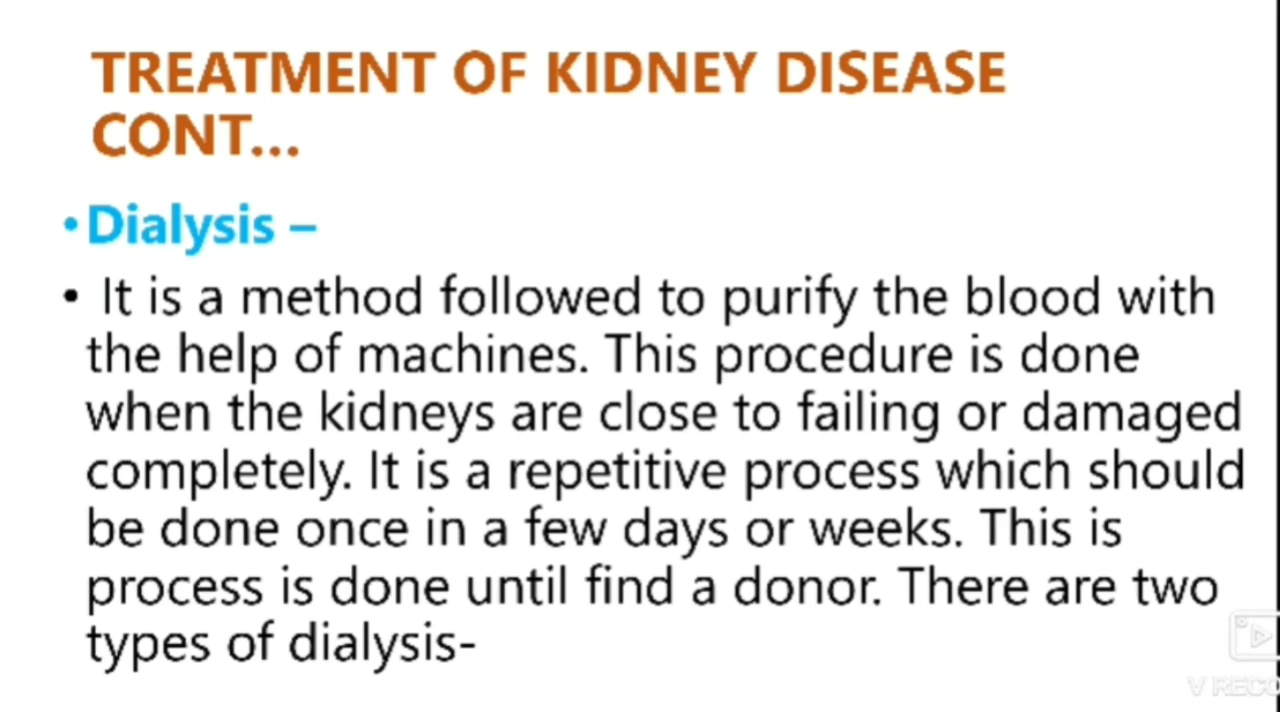 TREATMENT OF KIDNEY DISEASE
CONT...
• Dialysis –
• It is a method followed to purify the blood with
the help of machines. This procedure is done
when the kidneys are close to failing or damaged
completely. It is a repetitive process which should
be done once in a few days or weeks. This is
process is done until find a donor. There are two
types of dialysis-
V RECO